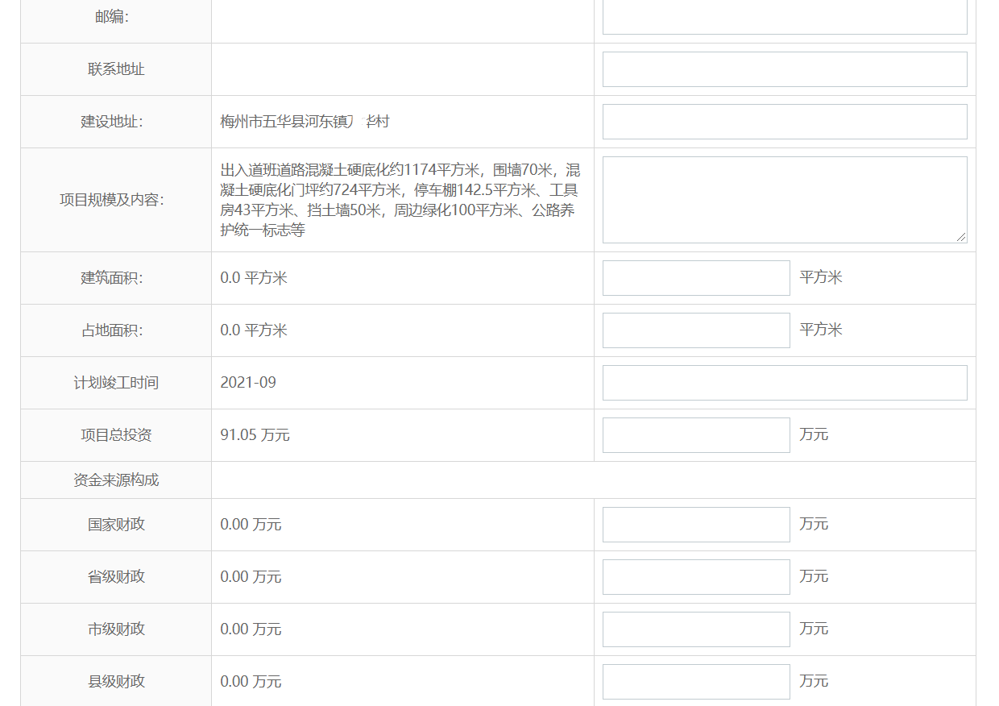 邮编：
联系地址
建设地址： 梅州市五华县河东镇 村
项目规模及内容： 出入道班道路混凝土硬底化约1174平方米，围墙70米，混
凝土硬底化门坪约724平方米，停车棚142.5平方米、工具
房43平方米、挡土墙50米，周边绿化100平方米、公路养
护统一标志等
建筑面积： 0.0 平方米 平方米
占地面积： 0.0 平方米 平方米
计划竣工时间 2021-09
项目总投资 91.05 万元 万元
资金来源构成
国家财政 0.00 万元 万元
省级财政 0.00 万元 万元
市级财政 0.00 万元 万元
县级财政 0.00 万元 万元